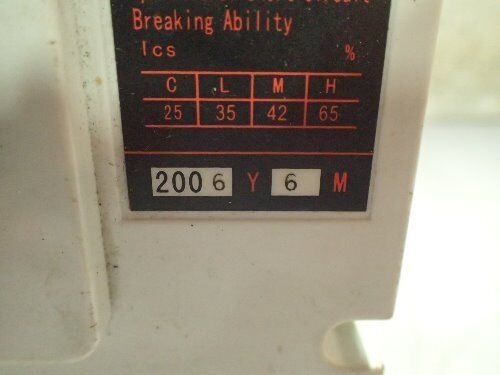 Breaking Ability
Ics %
C L M H
25 35 42 65
2006 Y 6 M